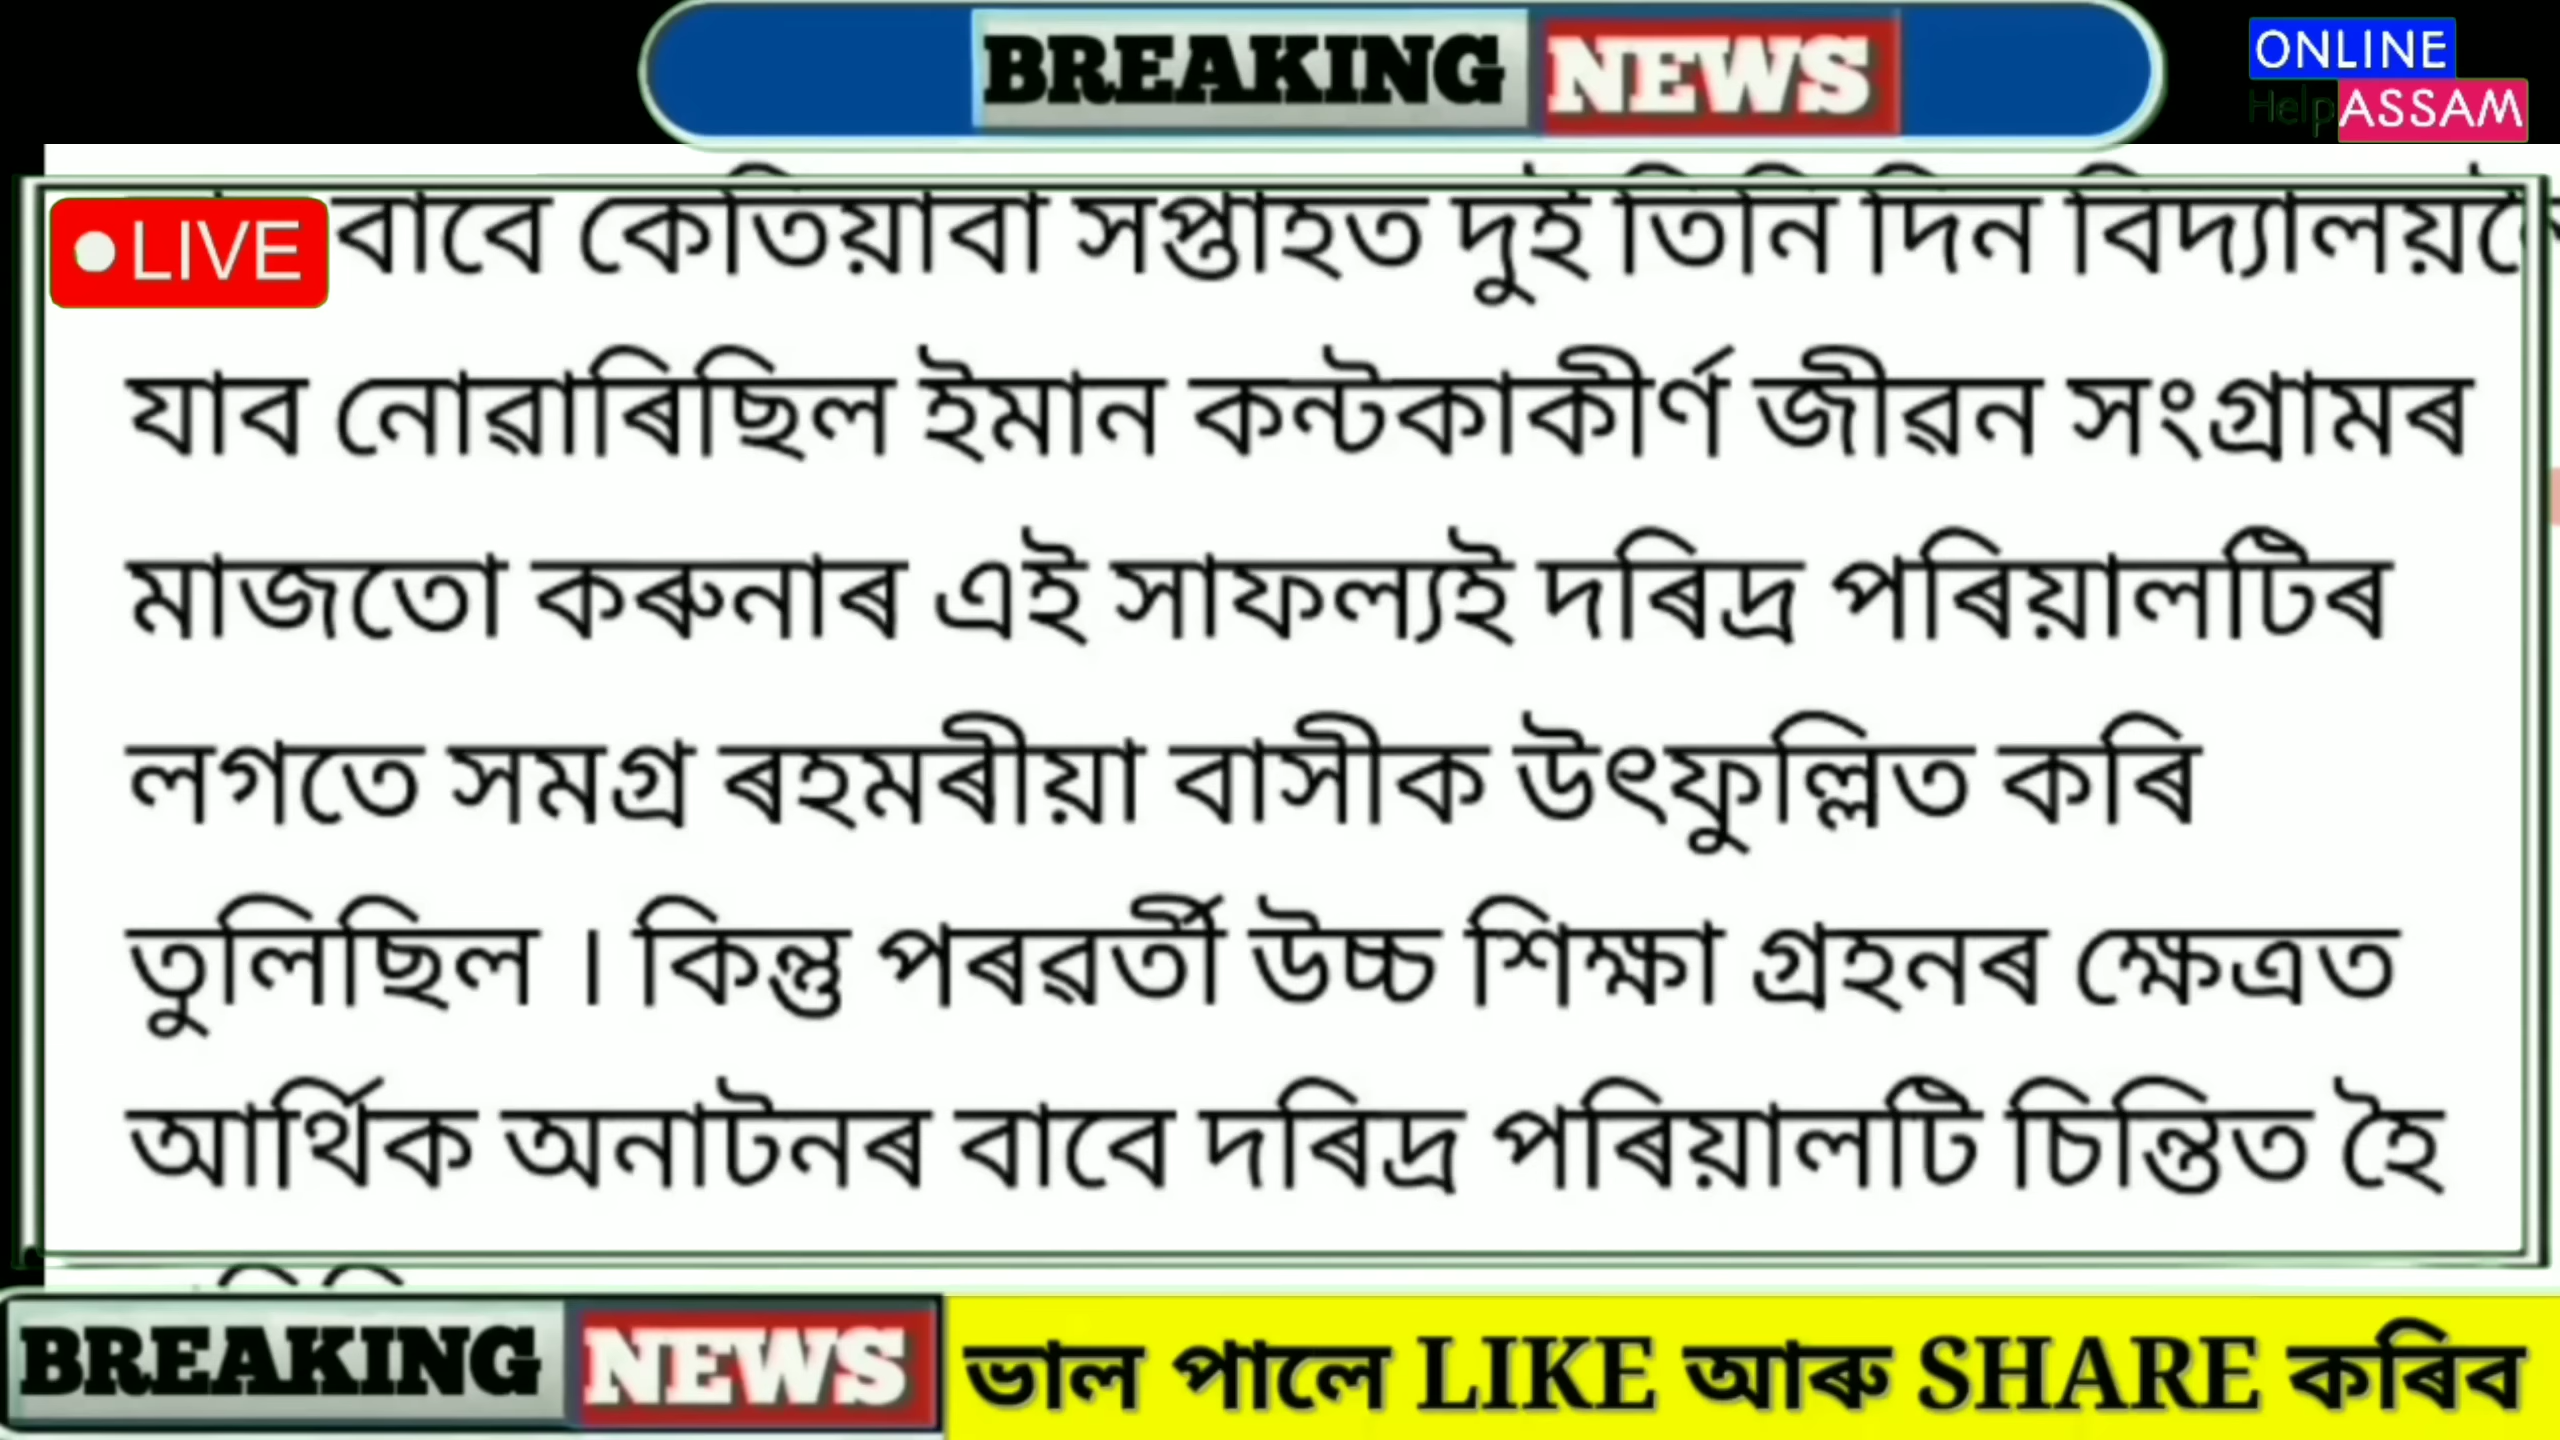 BREAKING NEWS
ONLINE
Help ASSAM
LIVE
বাবে কেতিয়াবা সপ্তাহত দুই তিনি দিন বিদ্যালয়লৈ
যাব নোৱাৰিছিল ইমান কন্টকাকীৰ্ণ জীৱন সংগ্ৰামৰ
মাজতো কৰুনাৰ এই সাফল্যই দৰিদ্ৰ পৰিয়ালটিৰ
লগতে সমগ্ৰ ৰহমৰীয়া বাসীক উৎফুল্লিত কৰি
তুলিছিল । কিন্তু পৰৱৰ্তী উচ্চ শিক্ষা গ্ৰহনৰ ক্ষেত্ৰত
আৰ্থিক অনাটনৰ বাবে দৰিদ্ৰ পৰিয়ালটি চিন্তিত হৈ
BREAKING NEWS ভাল পালে LIKE আৰু SHARE কৰিব